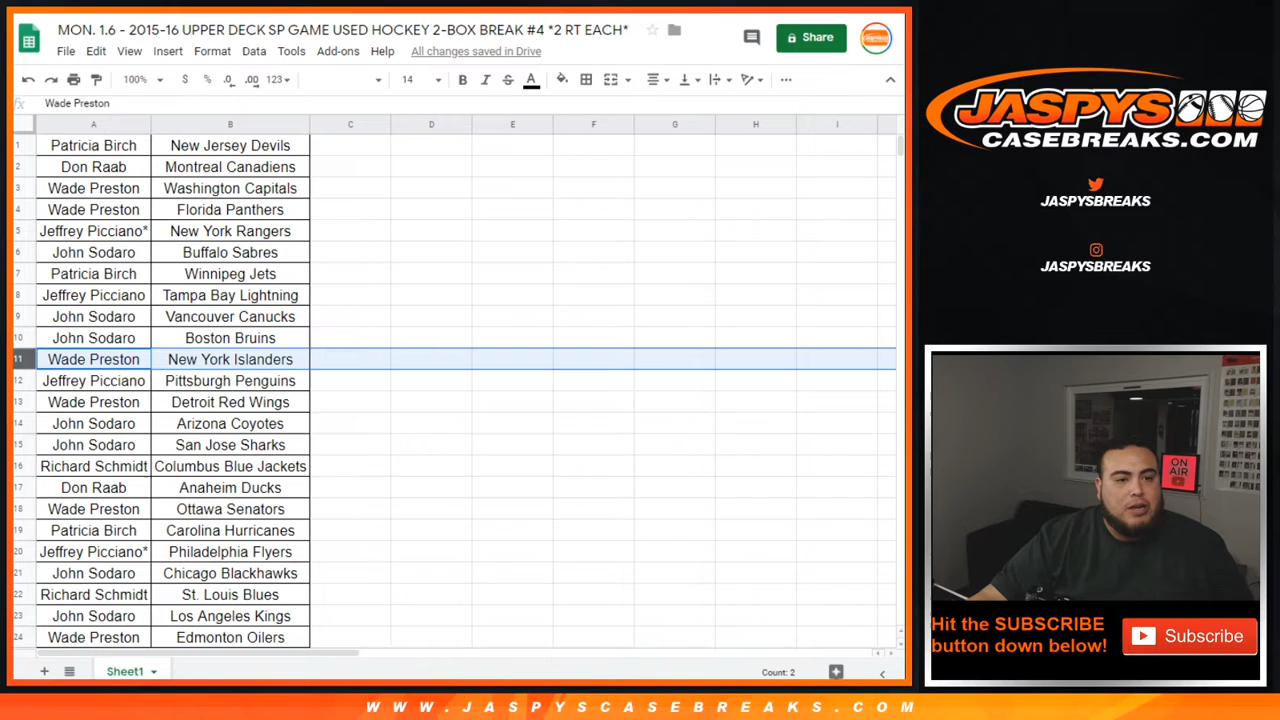 MON. 1.6 - 2015-16 UPPER DECK SP GAME USED HOCKEY 2-BOX BREAK #4 *2 RT EACH*
File Edit View Insert Format Data Tools Add-ons Help All changes saved in Drive
Share
100% $ % .0 .00 123 14 B I S A
fx Wade Preston
A B C D E F G H I
1 Patricia Birch New Jersey Devils
2 Don Raab Montreal Canadiens
3 Wade Preston Washington Capitals
4 Wade Preston Florida Panthers
5 Jeffrey Picciano* New York Rangers
6 John Sodaro Buffalo Sabres
7 Patricia Birch Winnipeg Jets
8 Jeffrey Picciano Tampa Bay Lightning
9 John Sodaro Vancouver Canucks
10 John Sodaro Boston Bruins
11 Wade Preston New York Islanders
12 Jeffrey Picciano Pittsburgh Penguins
13 Wade Preston Detroit Red Wings
14 John Sodaro Arizona Coyotes
15 John Sodaro San Jose Sharks
16 Richard Schmidt Columbus Blue Jackets
17 Don Raab Anaheim Ducks
18 Wade Preston Ottawa Senators
19 Patricia Birch Carolina Hurricanes
20 Jeffrey Picciano* Philadelphia Flyers
21 John Sodaro Chicago Blackhawks
22 Richard Schmidt St. Louis Blues
23 John Sodaro Los Angeles Kings
24 Wade Preston Edmonton Oilers
Sheet1
Count: 2
JASPYS
CASEBREAKS.COM
JASPYSBREAKS
JASPYSBREAKS
ON
AIR
Hit the SUBSCRIBE
button down below!
Subscribe
WWW.JASPYSCASEBREAKS.COM